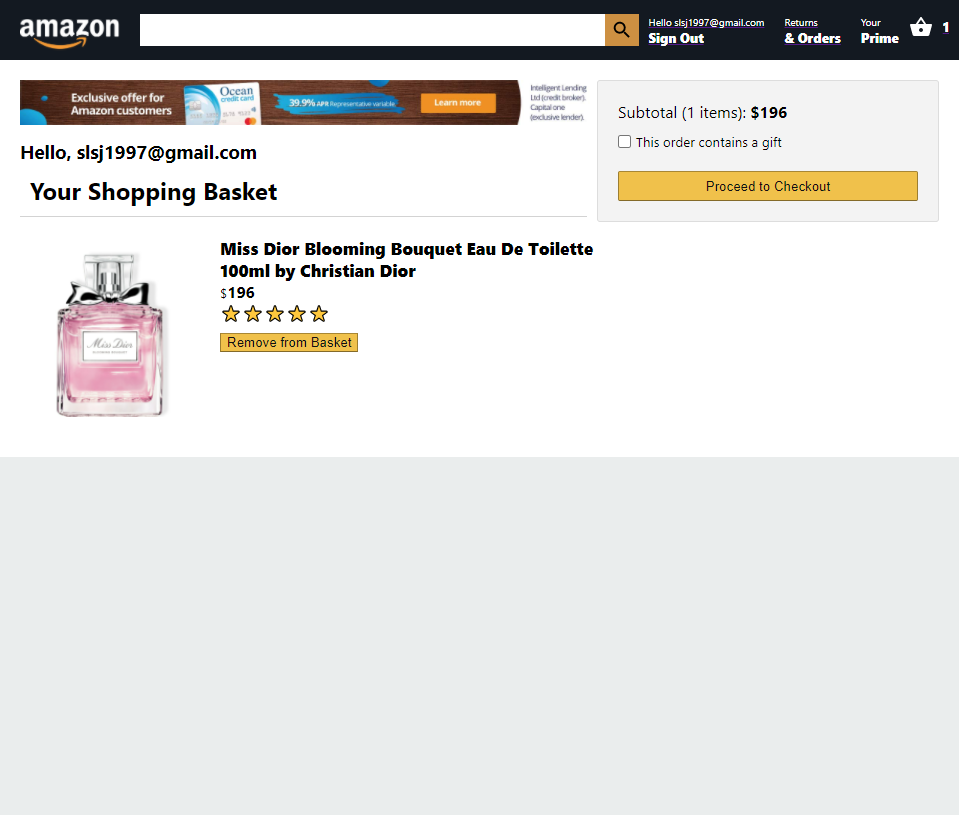 amazon
Hello slsj1997@gmail.com
Sign Out
Returns
& Orders
Your
Prime
1
Exclusive offer for
Amazon customers
Ocean
credit card
39.9% APR Representative variable
Learn more
Intelligent Lending
Ltd (credit broker).
Capital one
(exclusive lender).
Hello, slsj1997@gmail.com
Your Shopping Basket
Subtotal (1 items): $196
This order contains a gift
Proceed to Checkout
Miss Dior Blooming Bouquet Eau De Toilette
100ml by Christian Dior
$196
Remove from Basket
Miss Dior